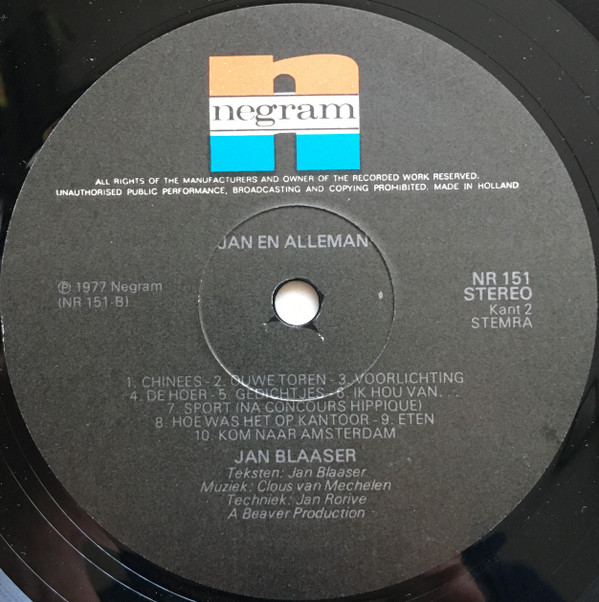 negram
ALL RIGHTS OF THE MANUFACTURERS AND OWNER OF THE RECORDED WORK RESERVED.
UNAUTHORISED PUBLIC PERFORMANCE, BROADCASTING AND COPYING PROHIBITED. MADE IN HOLLAND
JAN EN ALLEMAN
℗ 1977 Negram
(NR 151-B)
NR 151
STEREO
Kant 2
STEMRA
1. CHINEES - 2. OUWE TOREN - 3. VOORLICHTING
4. DE HOER - 5. GEDICHTJES - 6. IK HOU VAN...
7. SPORT (NA CONCOURS HIPPIQUE)
8. HOE WAS HET OP KANTOOR - 9. ETEN
10. KOM NAAR AMSTERDAM
JAN BLAASER
Teksten: Jan Blaaser
Muziek: Clous van Mechelen
Techniek: Jan Rorive
A Beaver Production